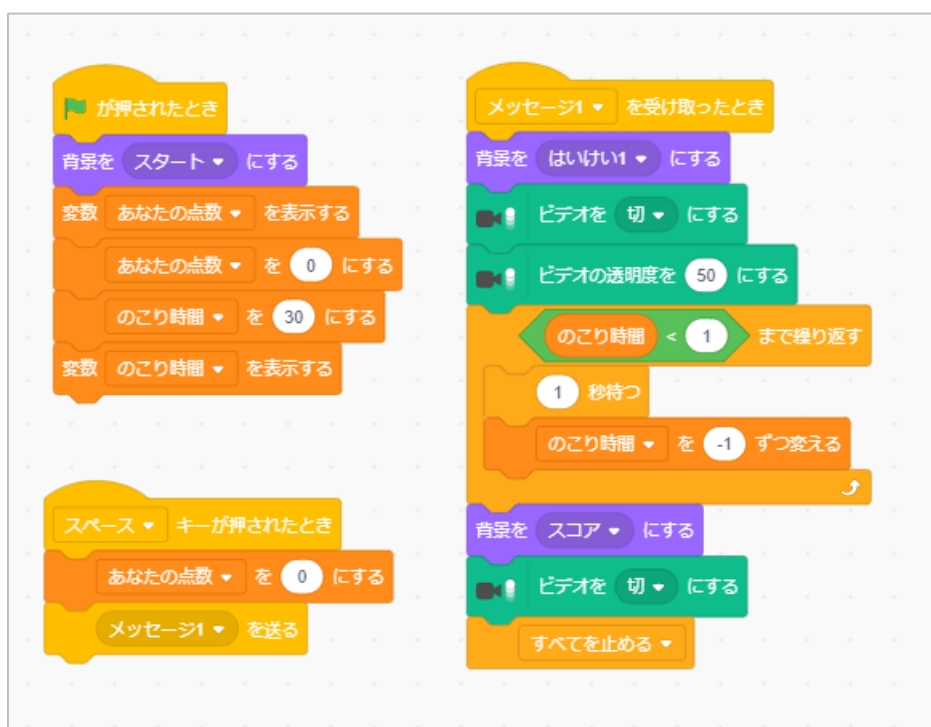 が押されたとき
背景を スタート にする
変数 あなたの点数 を表示する
あなたの点数 を 0 にする
のこり時間 を 30 にする
変数 のこり時間 を表示する
スペース キーが押されたとき
あなたの点数 を 0 にする
メッセージ1 を送る
メッセージ1 を受け取ったとき
背景を はいけい1 にする
ビデオを 切 にする
ビデオの透明度を 50 にする
のこり時間 < 1 まで繰り返す
1 秒待つ
のこり時間 を -1 ずつ変える
背景を スコア にする
ビデオを 切 にする
すべてを止める